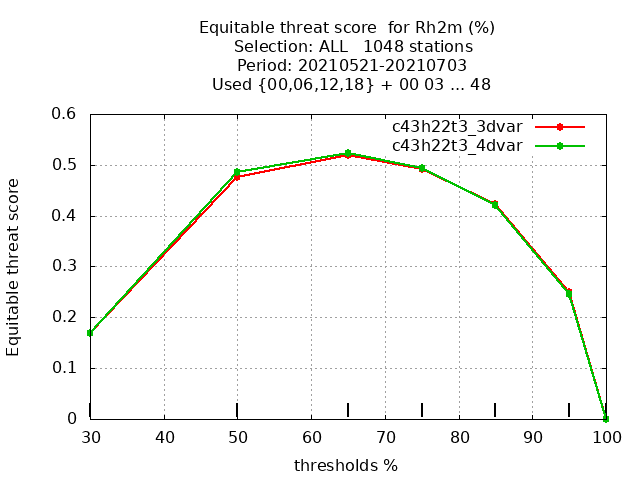 Equitable threat score  for Rh2m (%)
Selection: ALL   1048 stations
Period: 20210521-20210703
Used {00,06,12,18} + 00 03 ... 48
c43h22t3_3dvar
c43h22t3_4dvar
Equitable threat score
0.6
0.5
0.4
0.3
0.2
0.1
0
30 40 50 60 70 80 90 100
thresholds %